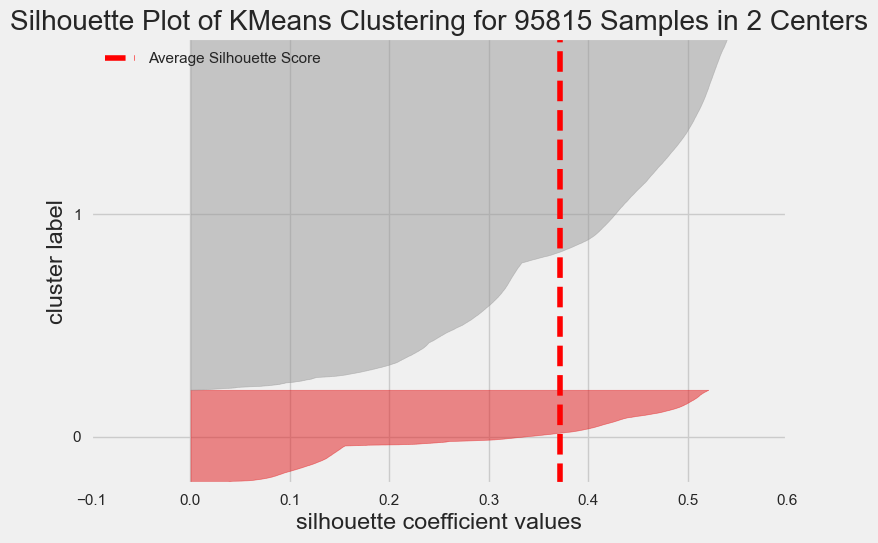 Silhouette Plot of KMeans Clustering for 95815 Samples in 2 Centers
Average Silhouette Score
cluster label
1
0
−0.1 0.0 0.1 0.2 0.3 0.4 0.5 0.6
silhouette coefficient values